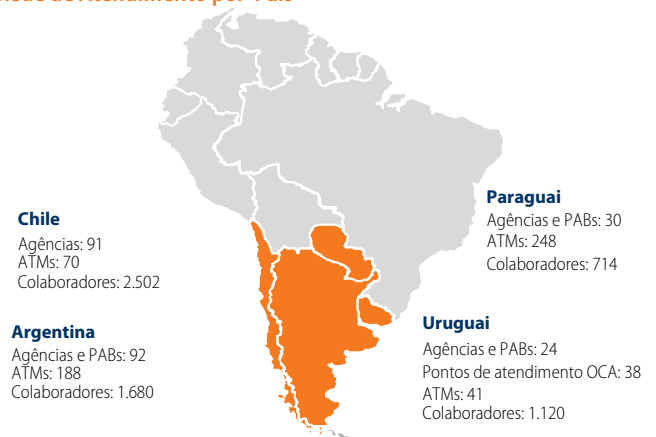 Chile
Agências: 91
ATMs: 70
Colaboradores: 2.502
Argentina
Agências e PABs: 92
ATMs: 188
Colaboradores: 1.680
Paraguai
Agências e PABs: 30
ATMs: 248
Colaboradores: 714
Uruguai
Agências e PABs: 24
Pontos de atendimento OCA: 38
ATMs: 41
Colaboradores: 1.120